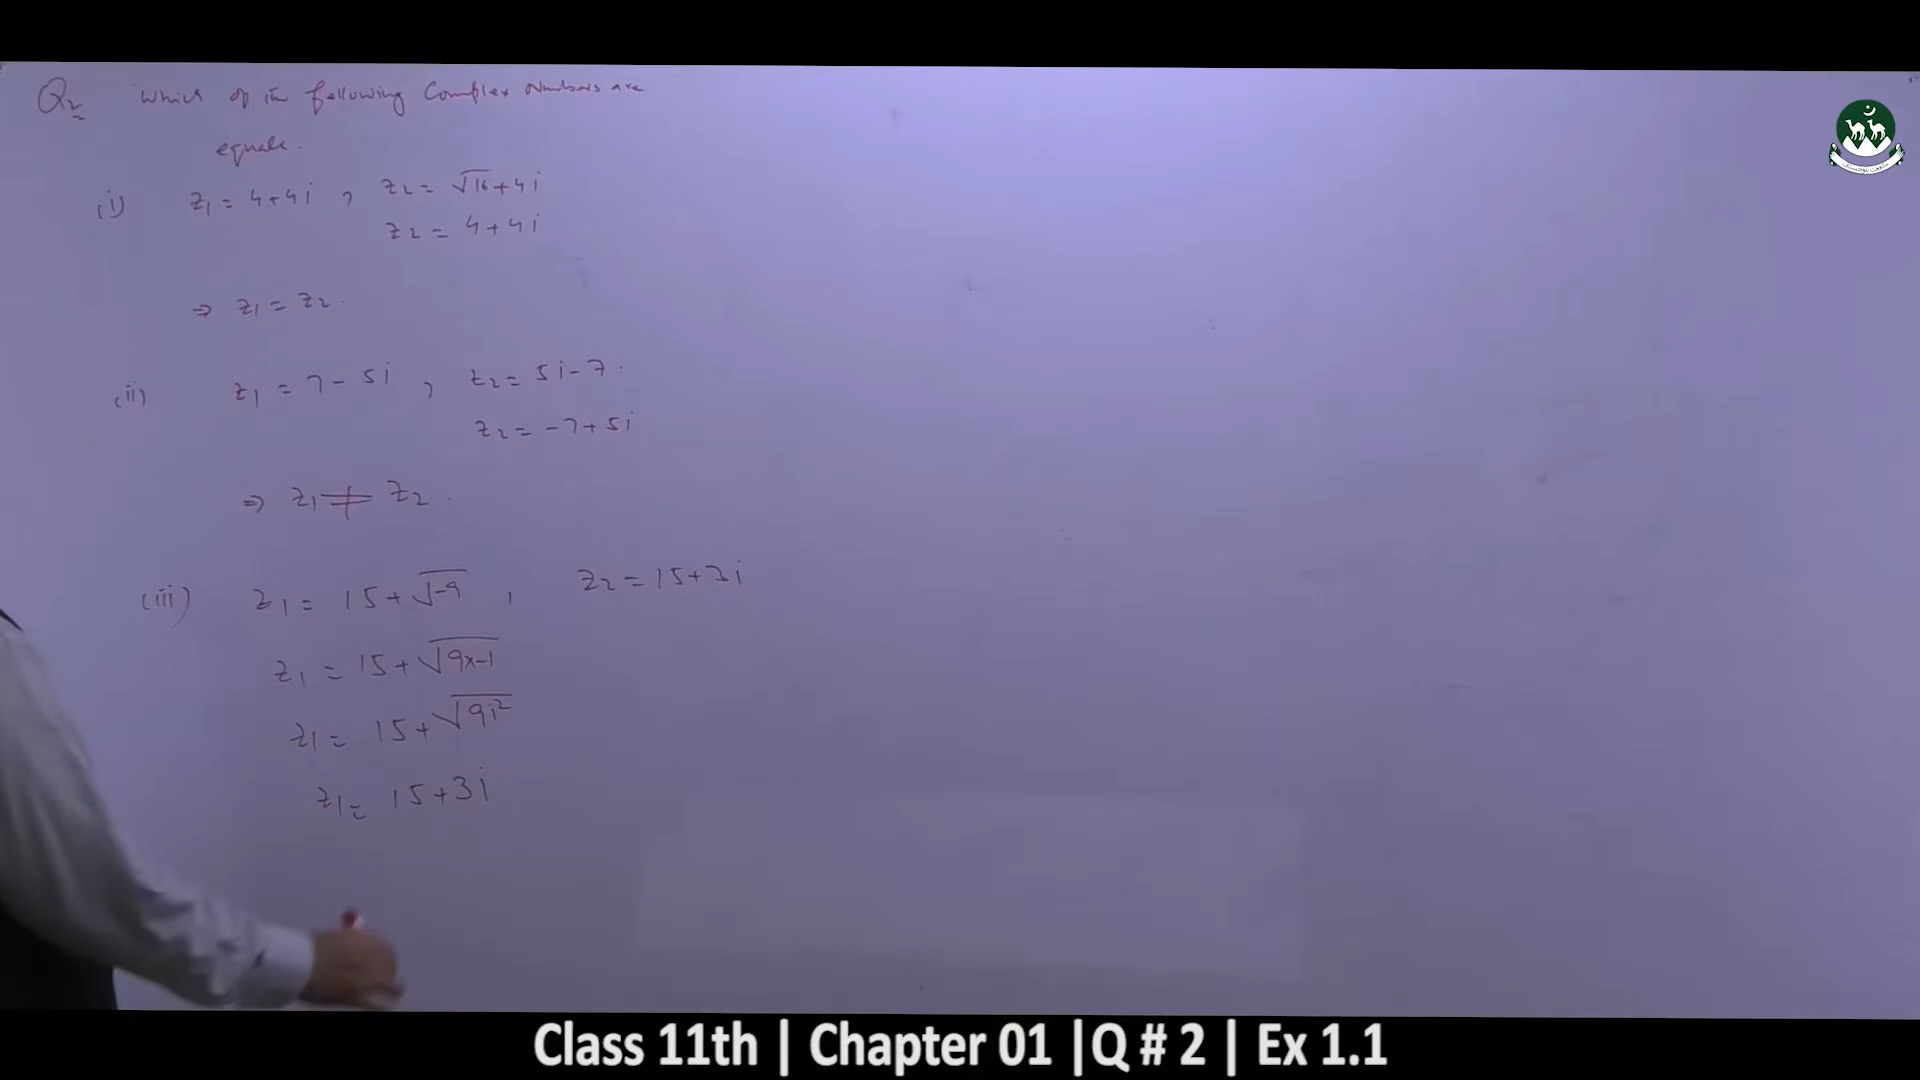 Q2 Which of the following Complex Numbers are
equale.
(i) z₁ = 4+4i , z₂ = √16+4i
z₂ = 4+4i
⇒ z₁ = z₂.
(ii) z₁ = 7-5i , z₂ = 5i-7.
z₂ = -7+5i
⇒ z₁ ≠ z₂.
(iii) z₁ = 15+√-9 , z₂ = 15+3i
z₁ = 15+√9x-1
z₁ = 15+√9i²
z₁ = 15+3i
Class 11th | Chapter 01 |Q # 2 | Ex 1.1